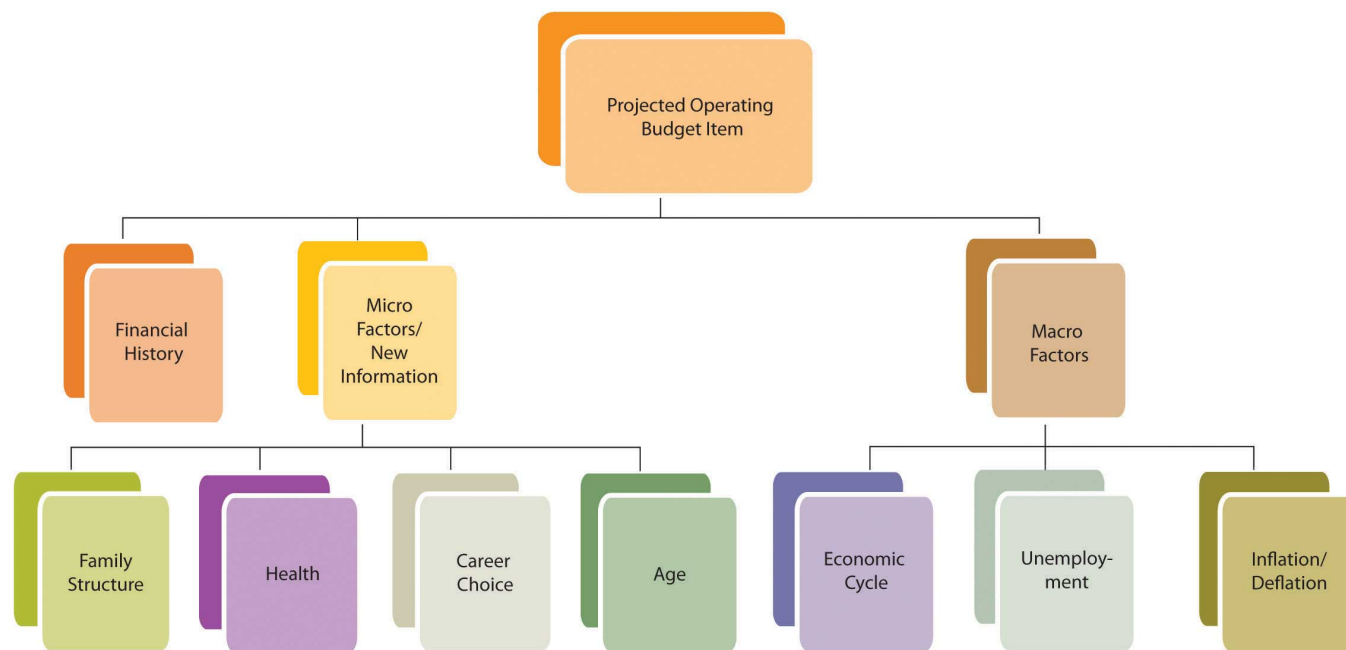 Projected Operating
Budget Item
Financial
History
Micro
Factors/
New
Information
Macro
Factors
Family
Structure
Health
Career
Choice
Age
Economic
Cycle
Unemploy-
ment
Inflation/
Deflation